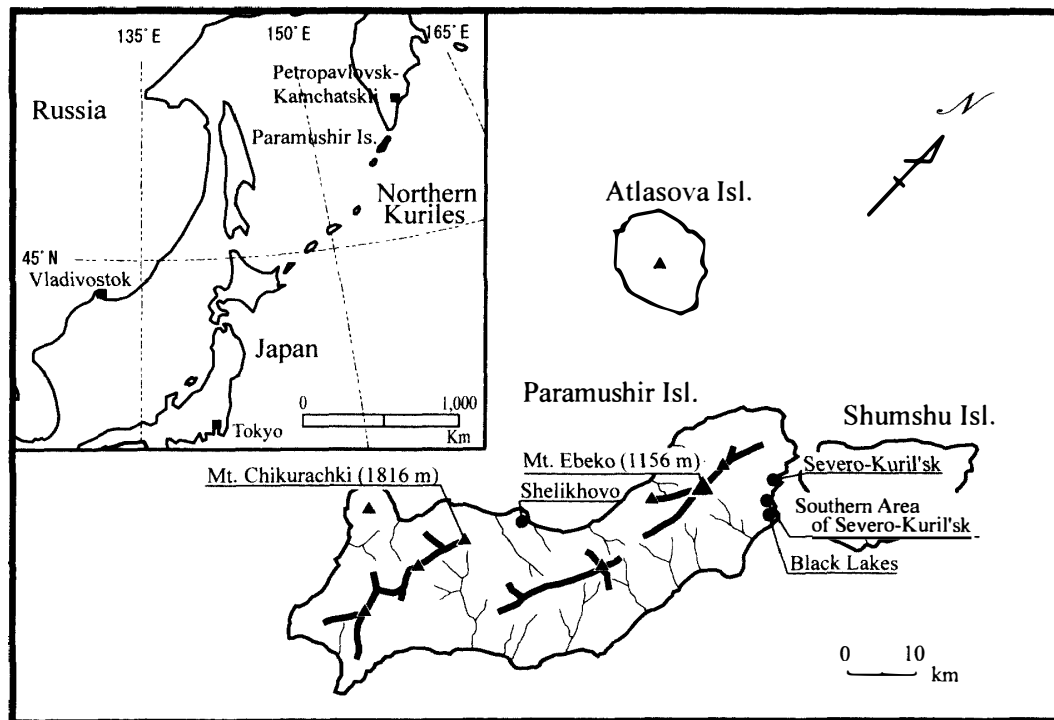 135°E
150°E
165°E
Petropavlovsk-
Kamchatskii
Russia
Paramushir Is.
Northern
Kuriles
45°N
Vladivostok
Japan
0 1,000
Km
Tokyo
N
Atlasova Isl.
Paramushir Isl.
Shumshu Isl.
Mt. Chikurachki (1816 m)
Mt. Ebeko (1156 m)
Shelikhovo
Severo-Kuril'sk
Southern Area
of Severo-Kuril'sk
Black Lakes
0 10
km